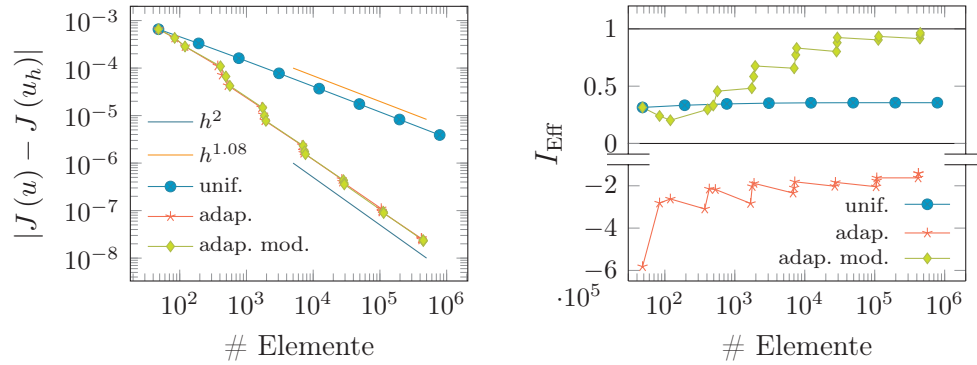 |J (u) − J (u_h)|
10^−3
10^−4
10^−5
10^−6
10^−7
10^−8
h^2
h^1.08
unif.
adap.
adap. mod.
10^2 10^3 10^4 10^5 10^6
# Elemente
I_Eff
1
0.5
0
−2
−4
−6
·10^5
unif.
adap.
adap. mod.
10^2 10^3 10^4 10^5 10^6
# Elemente